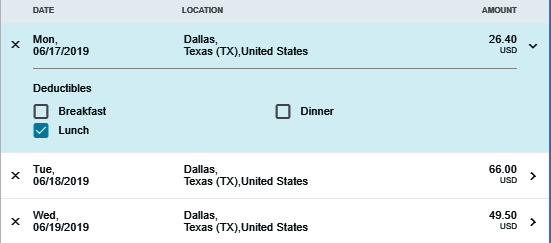 DATE LOCATION AMOUNT
Mon, Dallas, 26.40
06/17/2019 Texas (TX),United States USD
Deductibles
Breakfast Dinner
Lunch
Tue, Dallas, 66.00
06/18/2019 Texas (TX),United States USD
Wed, Dallas, 49.50
06/19/2019 Texas (TX),United States USD